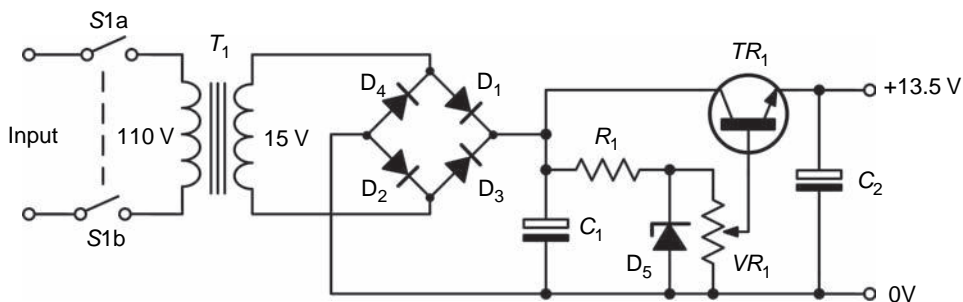 S1a
T1
TR1
D4
D1
+13.5 V
Input
110 V
15 V
R1
D2
D3
C1
C2
S1b
D5
VR1
0V